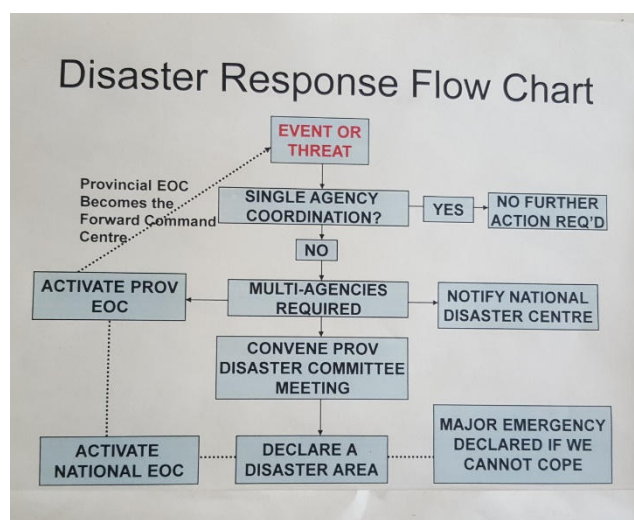 Disaster Response Flow Chart
EVENT OR
THREAT
Provincial EOC
Becomes the
Forward Command
Centre
SINGLE AGENCY
COORDINATION?
YES
NO FURTHER
ACTION REQ'D
NO
ACTIVATE PROV
EOC
MULTI-AGENCIES
REQUIRED
NOTIFY NATIONAL
DISASTER CENTRE
CONVENE PROV
DISASTER COMMITTEE
MEETING
ACTIVATE
NATIONAL EOC
DECLARE A
DISASTER AREA
MAJOR EMERGENCY
DECLARED IF WE
CANNOT COPE